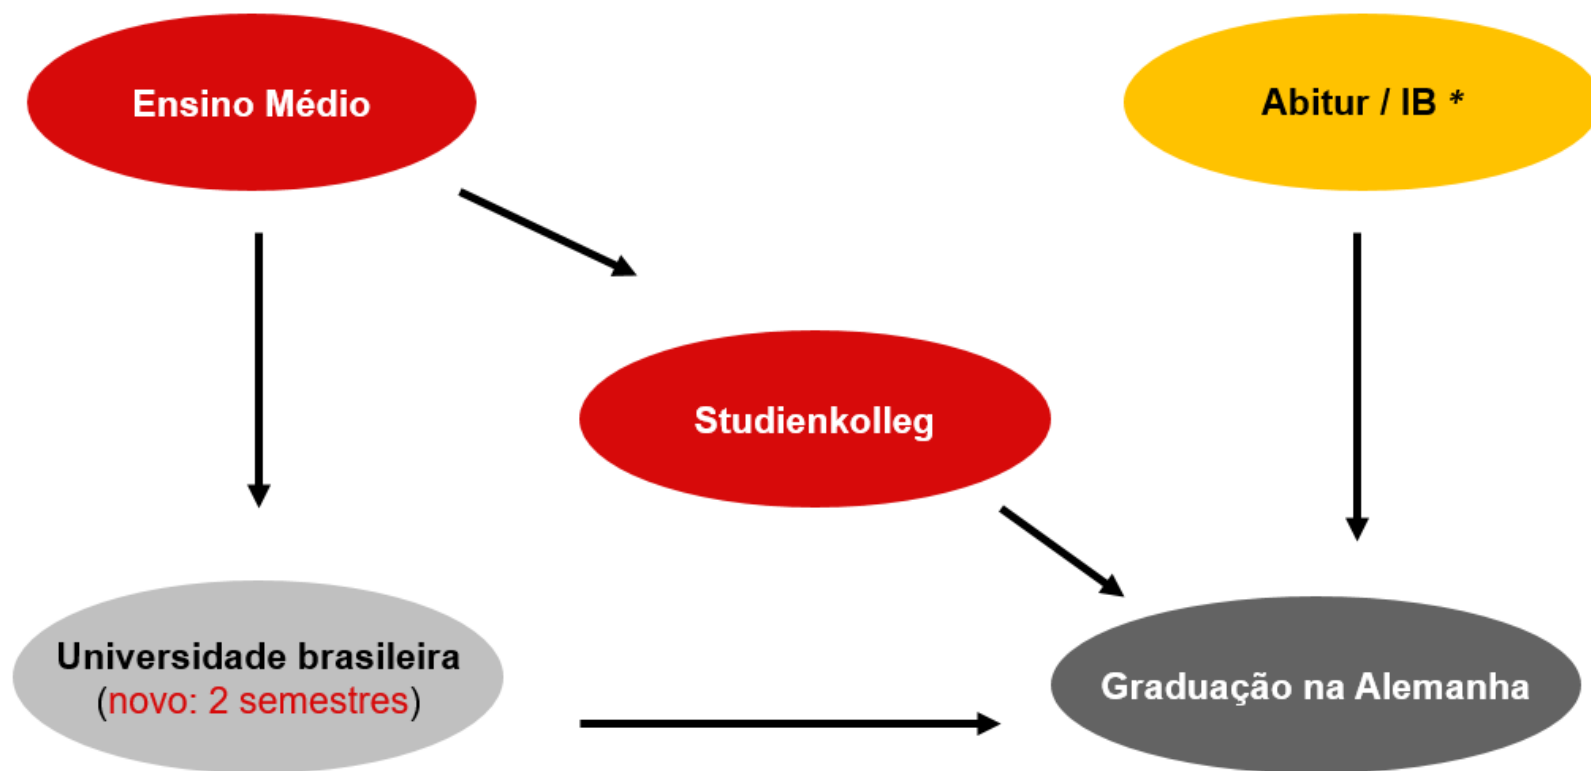 Ensino Médio
Abitur / IB *
Studienkolleg
Universidade brasileira
(novo: 2 semestres)
Graduação na Alemanha